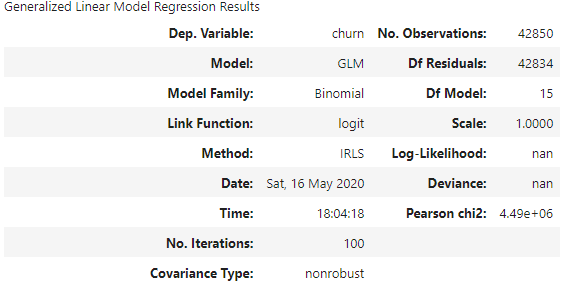 Generalized Linear Model Regression Results
Dep. Variable: churn No. Observations: 42850
Model: GLM Df Residuals: 42834
Model Family: Binomial Df Model: 15
Link Function: logit Scale: 1.0000
Method: IRLS Log-Likelihood: nan
Date: Sat, 16 May 2020 Deviance: nan
Time: 18:04:18 Pearson chi2: 4.49e+06
No. Iterations: 100
Covariance Type: nonrobust